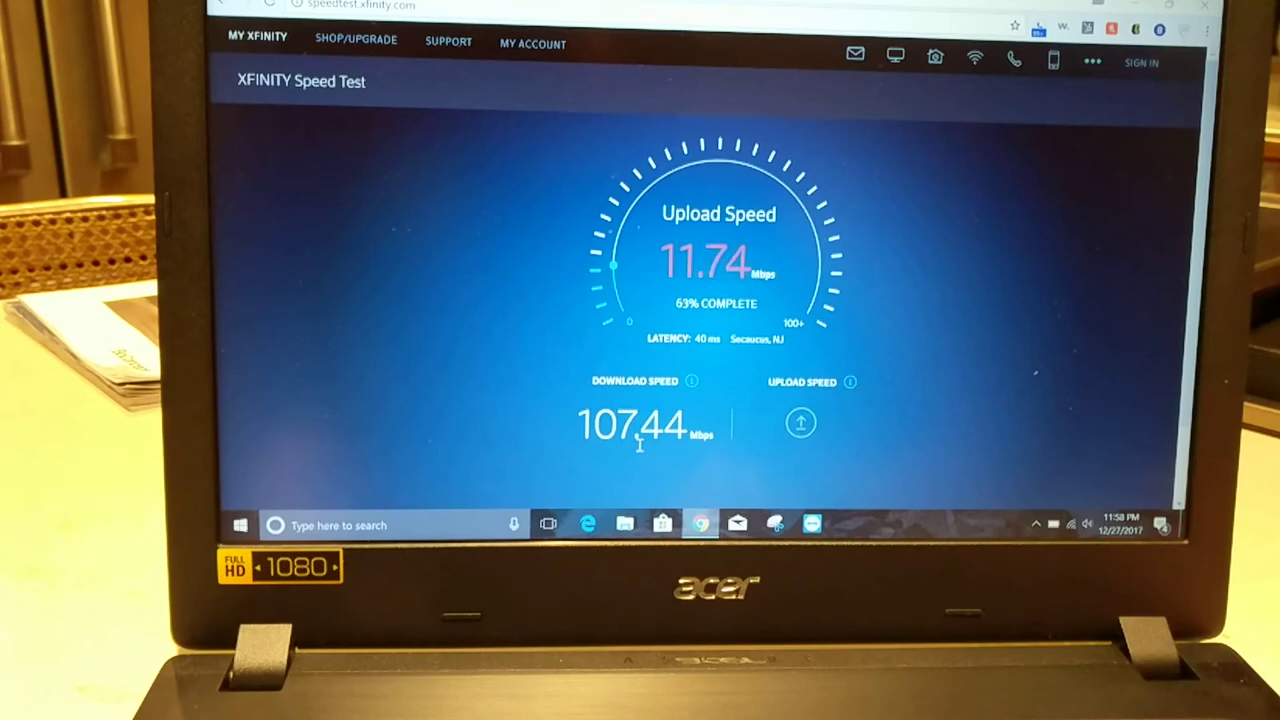 speedtest.xfinity.com
MY XFINITY SHOP/UPGRADE SUPPORT MY ACCOUNT SIGN IN
XFINITY Speed Test
Upload Speed
11.74 Mbps
63% COMPLETE
0 100+
LATENCY: 40 ms Secaucus, NJ
DOWNLOAD SPEED UPLOAD SPEED
107.44 Mbps
Type here to search
11:58 PM
12/27/2017
FULL HD 1080
acer